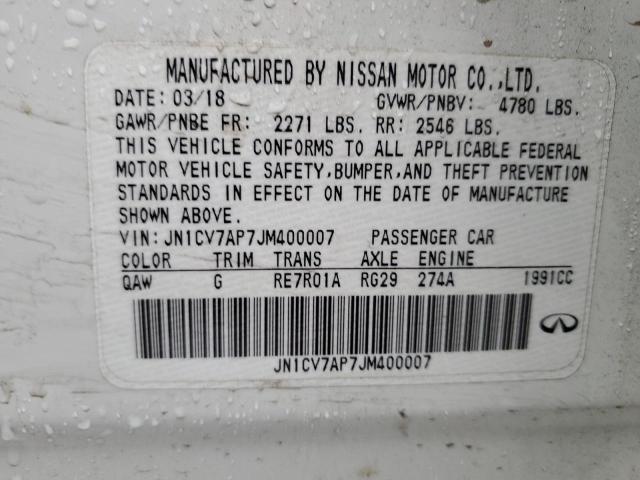 MANUFACTURED BY NISSAN MOTOR CO.,LTD.
DATE: 03/18 GVWR/PNBV: 4780 LBS.
GAWR/PNBE FR: 2271 LBS. RR: 2546 LBS.
THIS VEHICLE CONFORMS TO ALL APPLICABLE FEDERAL
MOTOR VEHICLE SAFETY,BUMPER,AND THEFT PREVENTION
STANDARDS IN EFFECT ON THE DATE OF MANUFACTURE
SHOWN ABOVE.
VIN: JN1CV7AP7JM400007 PASSENGER CAR
COLOR TRIM TRANS AXLE ENGINE
QAW G RE7R01A RG29 274A 1991CC
JN1CV7AP7JM400007